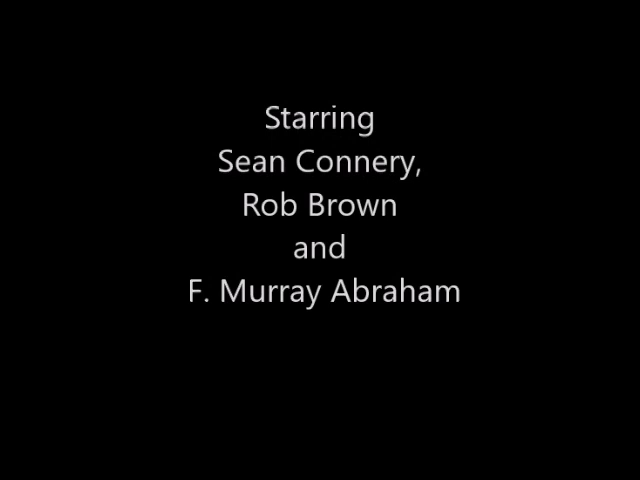 Starring
Sean Connery,
Rob Brown
and
F. Murray Abraham